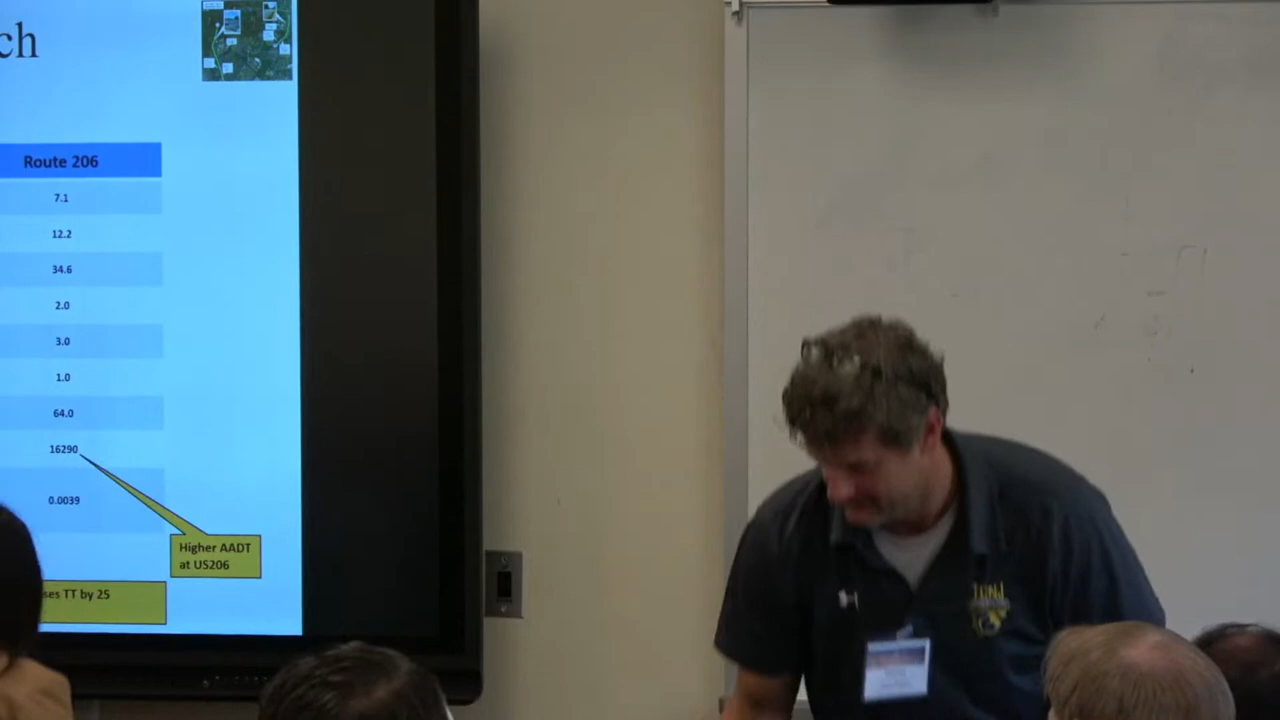 ch
Route 206
7.1
12.2
34.6
2.0
3.0
1.0
64.0
16290
0.0039
Higher AADT
at US206
ses TT by 25
TCNJ